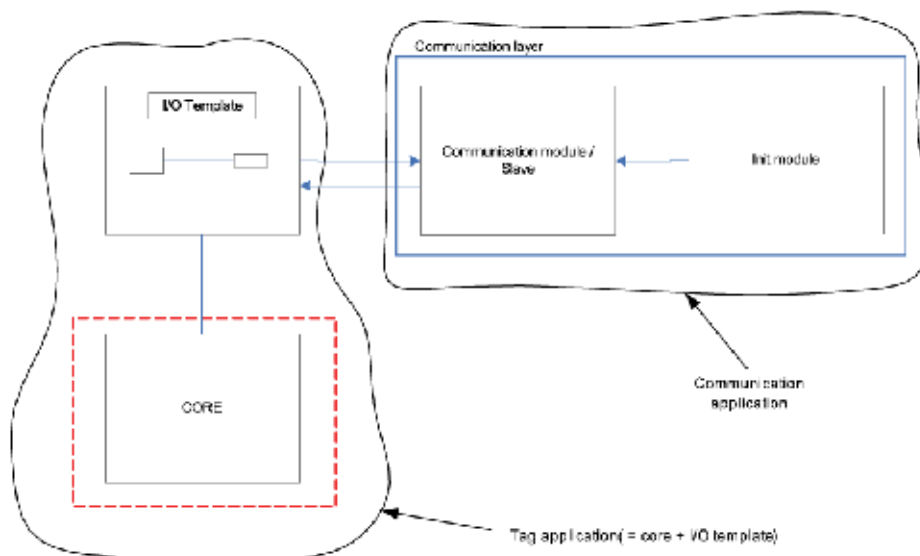 Communication layer
I/O Template
Communication module /
Slave
Init module
CORE
Communication
application
Tag application( = core + I/O template)